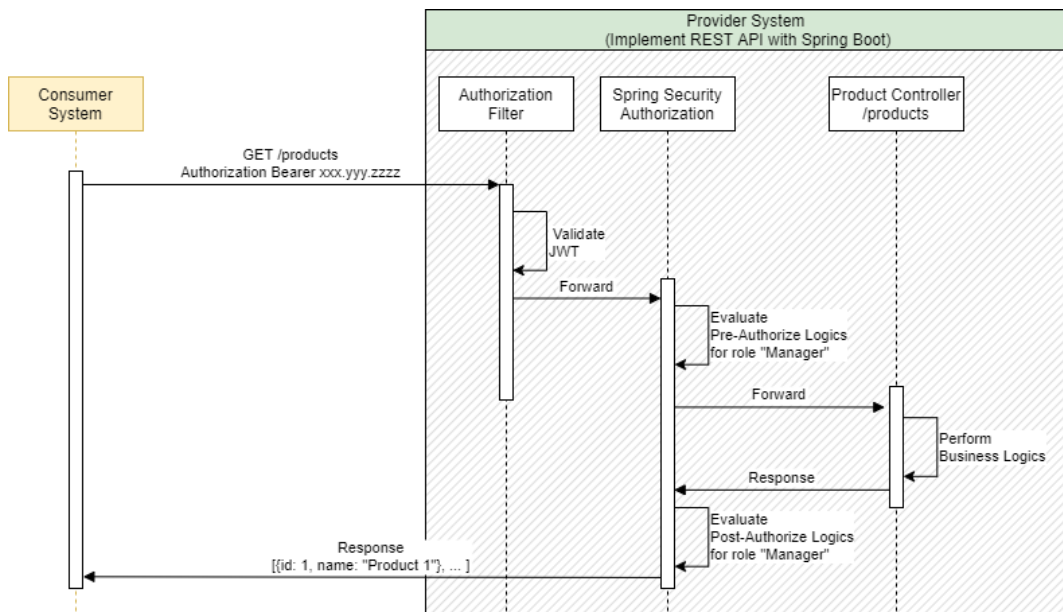 Provider System
(Implement REST API with Spring Boot)
Consumer
System
Authorization
Filter
Spring Security
Authorization
Product Controller
/products
GET /products
Authorization Bearer xxx.yyy.zzzz
Validate
JWT
Forward
Evaluate
Pre-Authorize Logics
for role "Manager"
Forward
Perform
Business Logics
Response
Evaluate
Post-Authorize Logics
for role "Manager"
Response
[{id: 1, name: "Product 1"}, ... ]